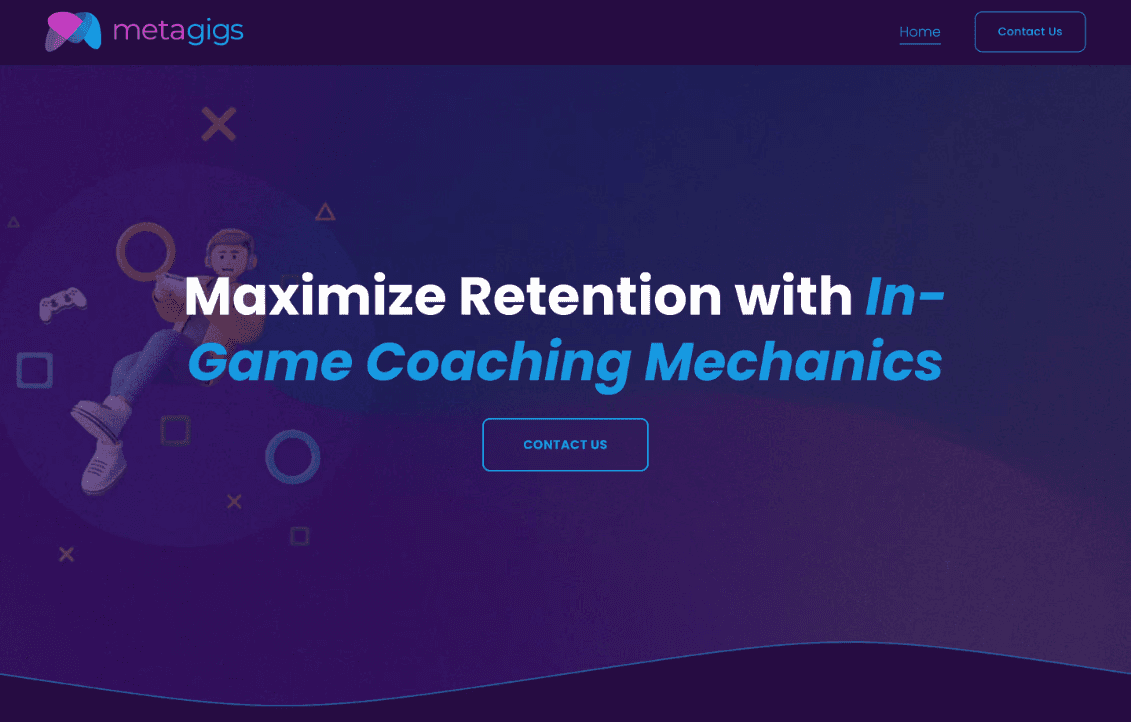 metagigs
Home
Contact Us
Maximize Retention with In-
Game Coaching Mechanics
CONTACT US